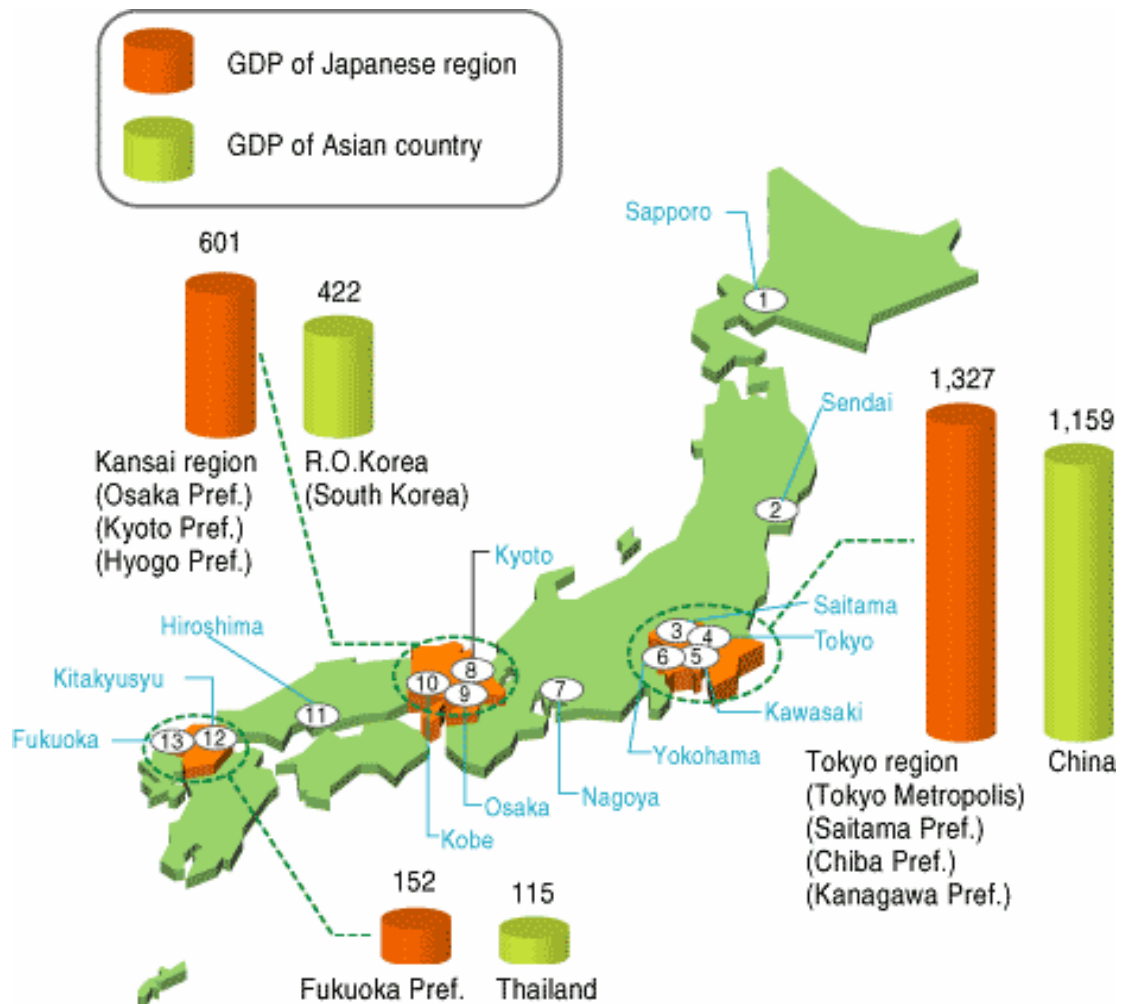 GDP of Japanese region
GDP of Asian country
Sapporo
1
601
422
Kansai region
(Osaka Pref.)
(Kyoto Pref.)
(Hyogo Pref.)
R.O.Korea
(South Korea)
1,327
1,159
Sendai
2
Kyoto
Saitama
3
4
Tokyo
Hiroshima
Kitakyusyu
6
5
8
10
9
7
Kawasaki
11
Fukuoka
13
12
Yokohama
Nagoya
Osaka
Kobe
Tokyo region
(Tokyo Metropolis)
(Saitama Pref.)
(Chiba Pref.)
(Kanagawa Pref.)
China
152
115
Fukuoka Pref.
Thailand